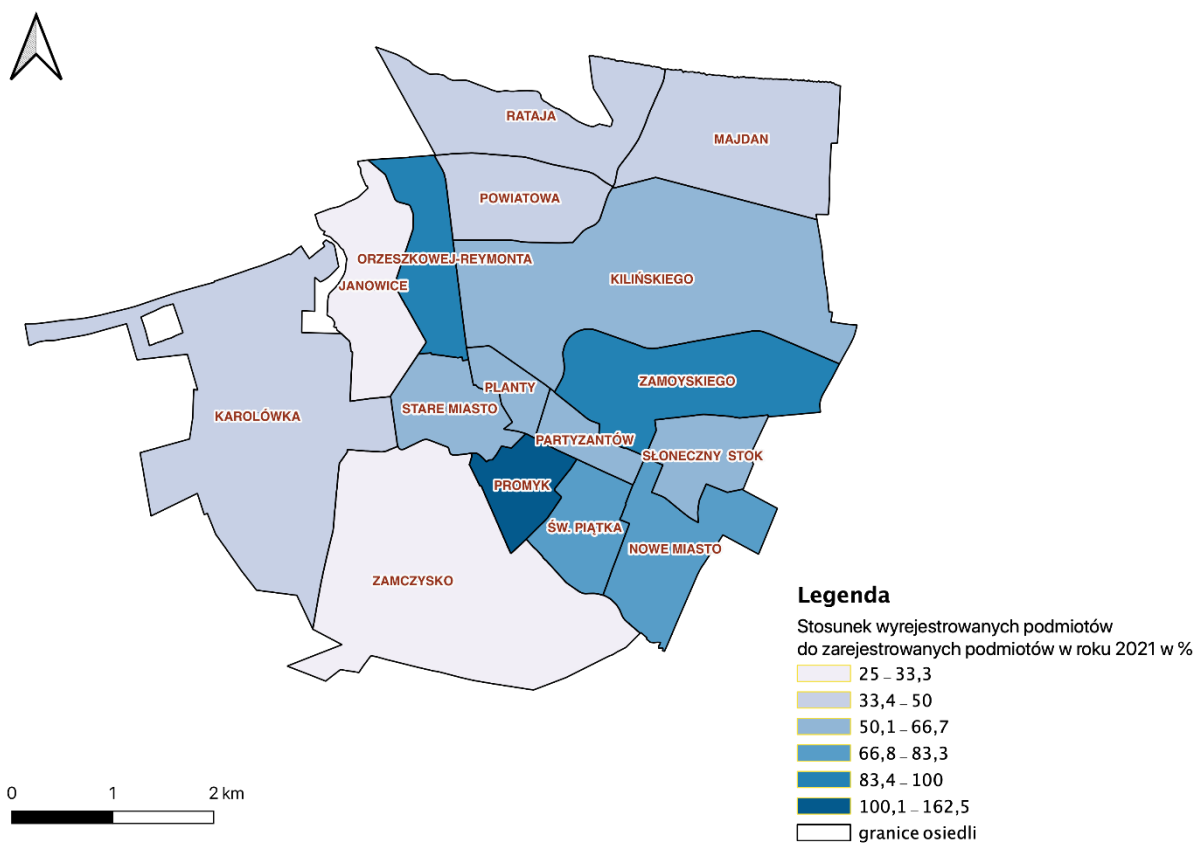 RATAJA
MAJDAN
POWIATOWA
ORZESZKOWEJ-REYMONTA
KILIŃSKIEGO
JANOWICE
ZAMOYSKIEGO
PLANTY
STARE MIASTO
KAROLÓWKA
PARTYZANTÓW
SŁONECZNY STOK
PROMYK
ŚW. PIĄTKA
NOWE MIASTO
ZAMCZYSKO
Legenda
Stosunek wyrejestrowanych podmiotów
do zarejestrowanych podmiotów w roku 2021 w %
25 – 33,3
33,4 – 50
50,1 – 66,7
66,8 – 83,3
83,4 – 100
100,1 – 162,5
granice osiedli
0 1 2 km